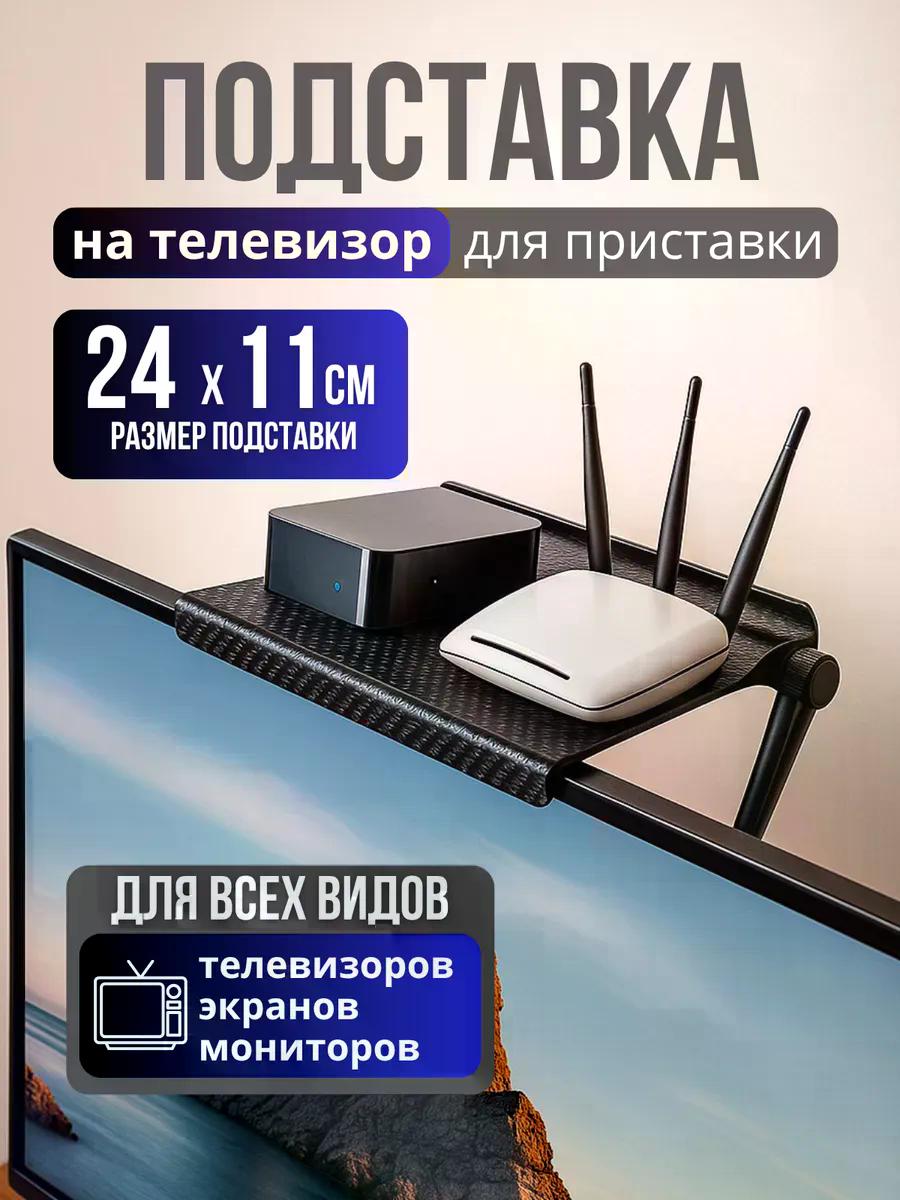 ПОДСТАВКА
на телевизор для приставки
24 х 11см
РАЗМЕР ПОДСТАВКИ
ДЛЯ ВСЕХ ВИДОВ
телевизоров
экранов
мониторов